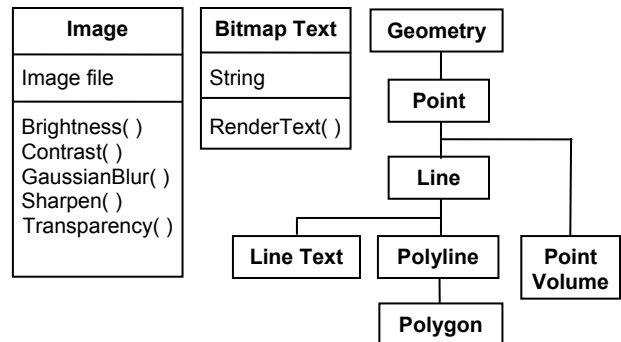 Image
Image file
Brightness( )
Contrast( )
GaussianBlur( )
Sharpen( )
Transparency( )
Bitmap Text
String
RenderText( )
Geometry
Point
Line
Line Text
Polyline
Point
Volume
Polygon